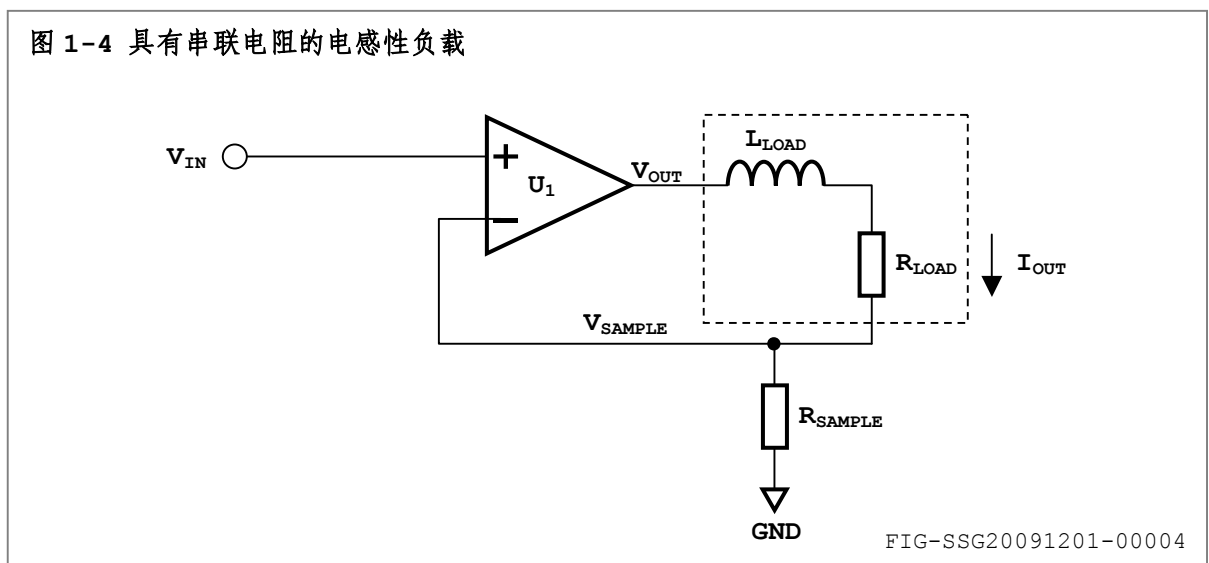 图 1-4 具有串联电阻的电感性负载
L_LOAD
V_IN
+
U_1
V_OUT
−
R_LOAD
I_OUT
V_SAMPLE
R_SAMPLE
GND
FIG-SSG20091201-00004